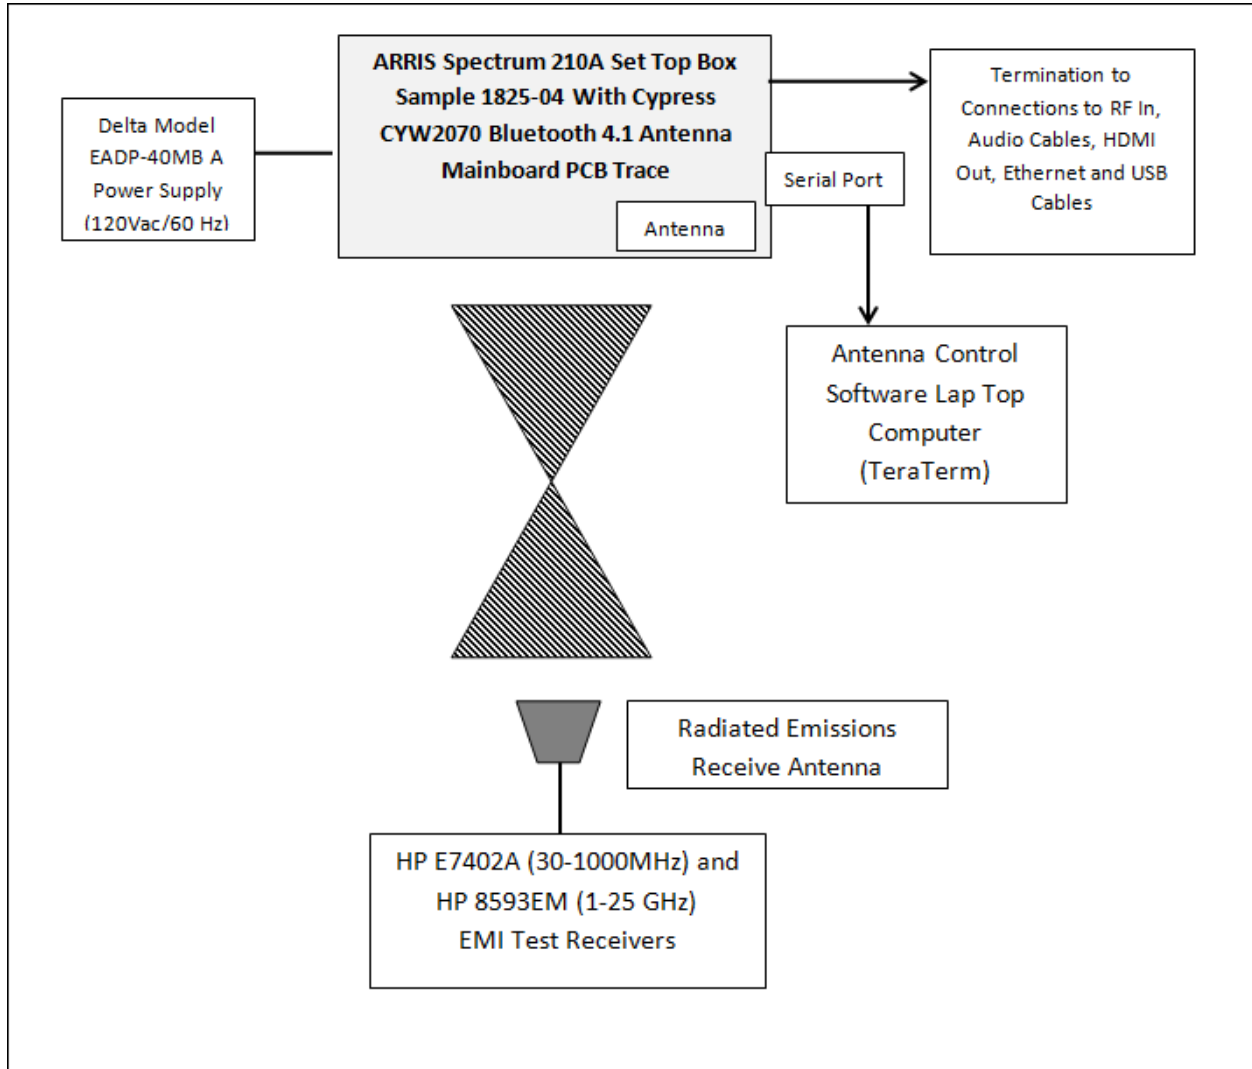 ARRIS Spectrum 210A Set Top Box
Sample 1825-04 With Cypress
CYW2070 Bluetooth 4.1 Antenna
Mainboard PCB Trace
Antenna
Delta Model
EADP-40MB A
Power Supply
(120Vac/60 Hz)
Serial Port
Termination to
Connections to RF In,
Audio Cables, HDMI
Out, Ethernet and USB
Cables
Antenna Control
Software Lap Top
Computer
(TeraTerm)
Radiated Emissions
Receive Antenna
HP E7402A (30-1000MHz) and
HP 8593EM (1-25 GHz)
EMI Test Receivers